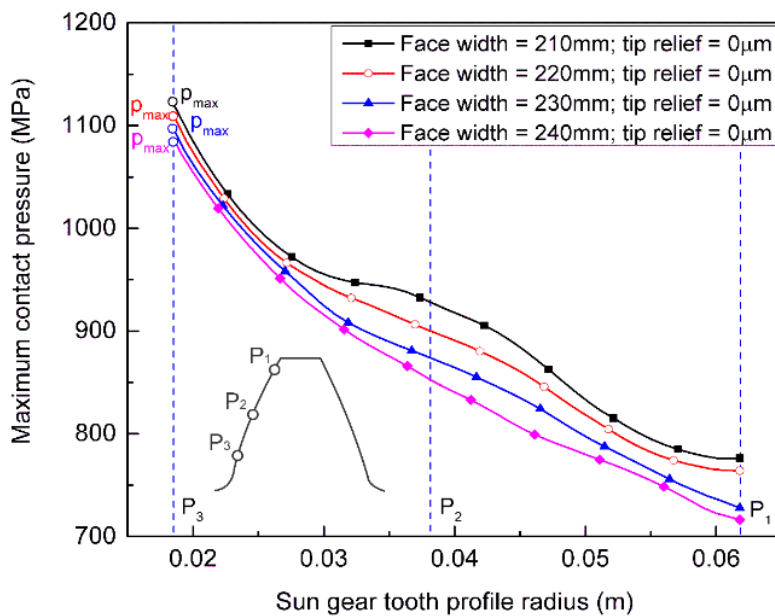 1200
1100
1000
900
800
700
Maximum contact pressure (MPa)
Face width = 210mm; tip relief = 0μm
Face width = 220mm; tip relief = 0μm
Face width = 230mm; tip relief = 0μm
Face width = 240mm; tip relief = 0μm
pmax
pmax
pmax
pmax
P1
P2
P3
P3
P2
P1
0.02
0.03
0.04
0.05
0.06
Sun gear tooth profile radius (m)